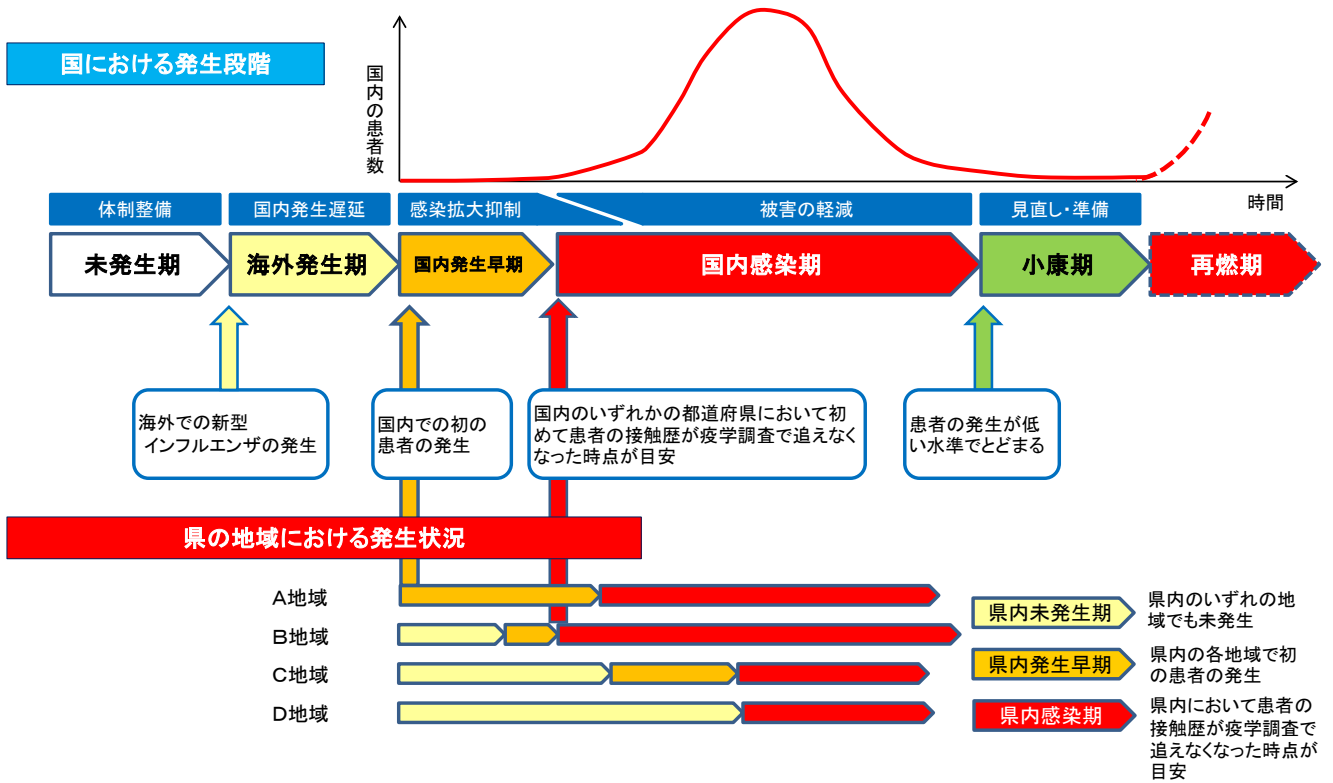 国における発生段階
国内の患者数
時間
体制整備
国内発生遅延
感染拡大抑制
被害の軽減
見直し・準備
未発生期
海外発生期
国内発生早期
国内感染期
小康期
再燃期
海外での新型
インフルエンザの発生
国内での初の
患者の発生
国内のいずれかの都道府県において初
めて患者の接触歴が疫学調査で追えなく
なった時点が目安
患者の発生が低
い水準でとどまる
県の地域における発生状況
A地域
B地域
C地域
D地域
県内未発生期
県内のいずれの地
域でも未発生
県内発生早期
県内の各地域で初
の患者の発生
県内感染期
県内において患者の
接触歴が疫学調査で
追えなくなった時点が
目安